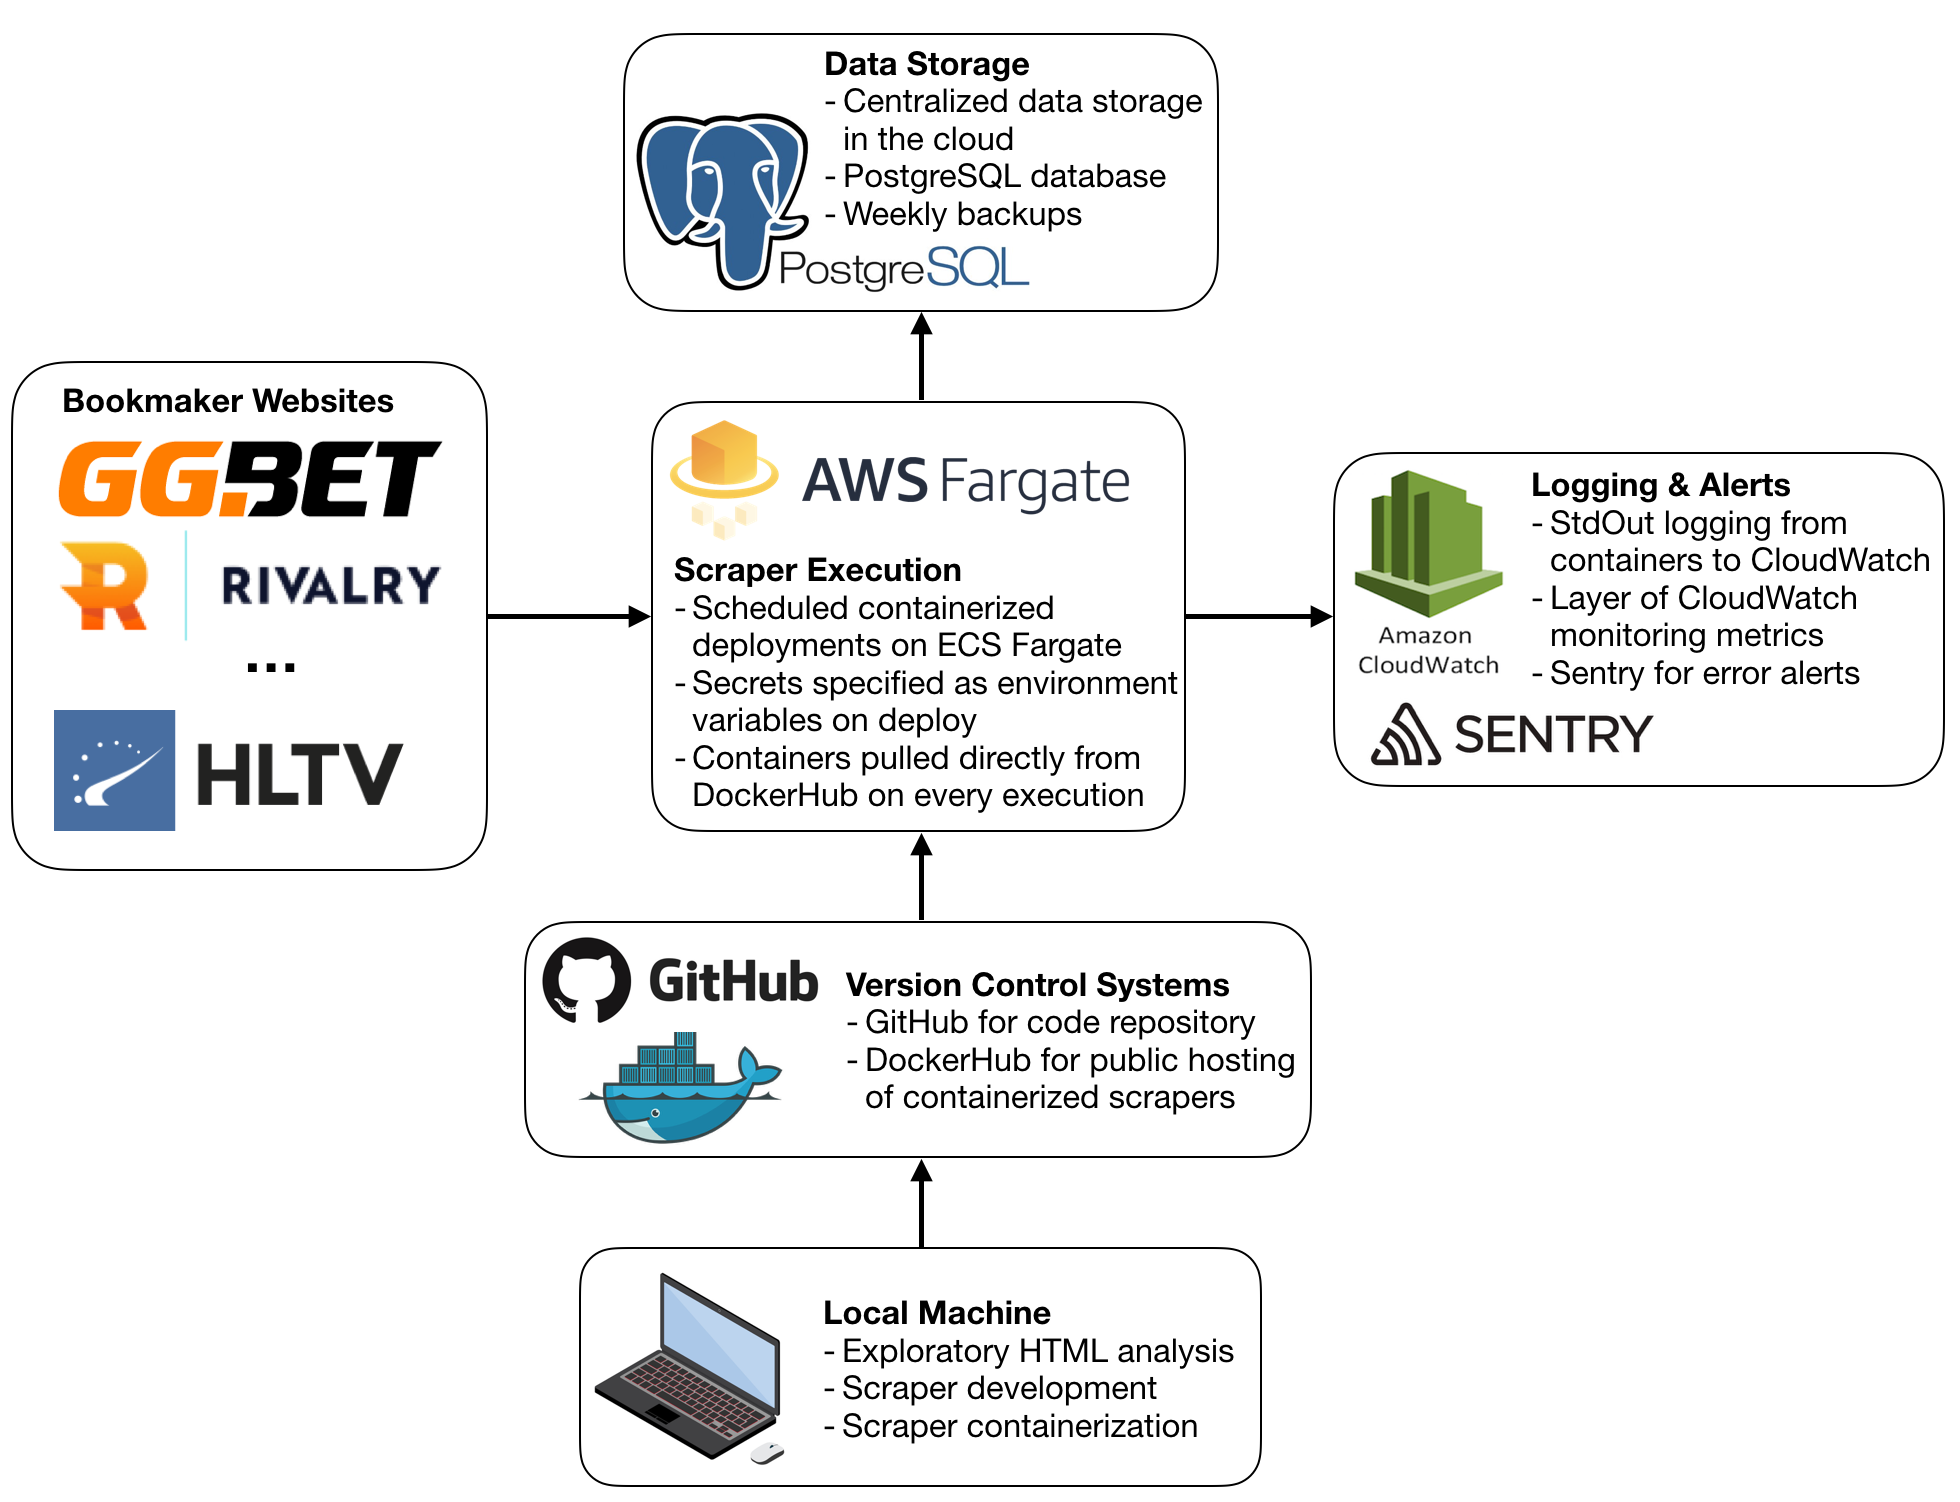 Data Storage
- Centralized data storage
in the cloud
- PostgreSQL database
- Weekly backups
PostgreSQL
Bookmaker Websites
GG.BET
R RIVALRY
...
HLTV
AWS Fargate
Scraper Execution
- Scheduled containerized
deployments on ECS Fargate
- Secrets specified as environment
variables on deploy
- Containers pulled directly from
DockerHub on every execution
Logging & Alerts
- StdOut logging from
containers to CloudWatch
- Layer of CloudWatch
monitoring metrics
- Sentry for error alerts
Amazon
CloudWatch
SENTRY
GitHub
Version Control Systems
- GitHub for code repository
- DockerHub for public hosting
of containerized scrapers
Local Machine
- Exploratory HTML analysis
- Scraper development
- Scraper containerization